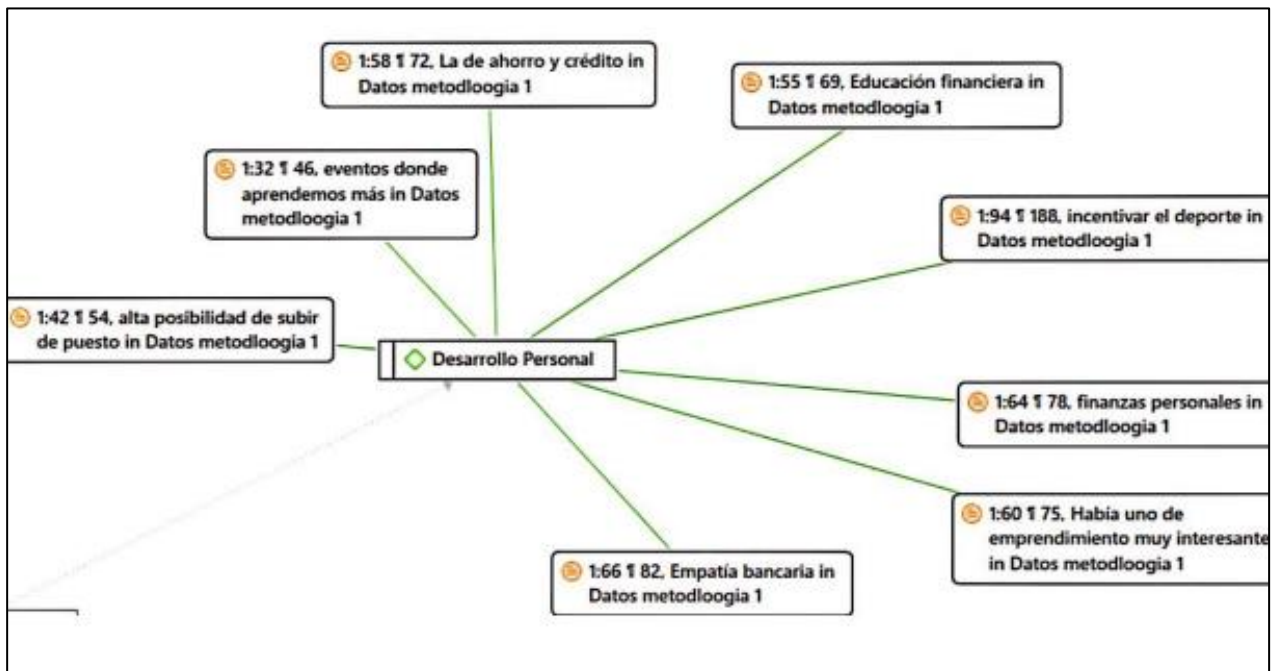 1:58 ¶ 72, La de ahorro y crédito in
Datos metodloogia 1
1:55 ¶ 69, Educación financiera in
Datos metodloogia 1
1:32 ¶ 46, eventos donde
aprendemos más in Datos
metodloogia 1
1:94 ¶ 188, incentivar el deporte in
Datos metodloogia 1
1:42 ¶ 54, alta posibilidad de subir
de puesto in Datos metodloogia 1
Desarrollo Personal
1:64 ¶ 78, finanzas personales in
Datos metodloogia 1
1:60 ¶ 75, Había uno de
emprendimiento muy interesante
in Datos metodloogia 1
1:66 ¶ 82, Empatía bancaria in
Datos metodloogia 1